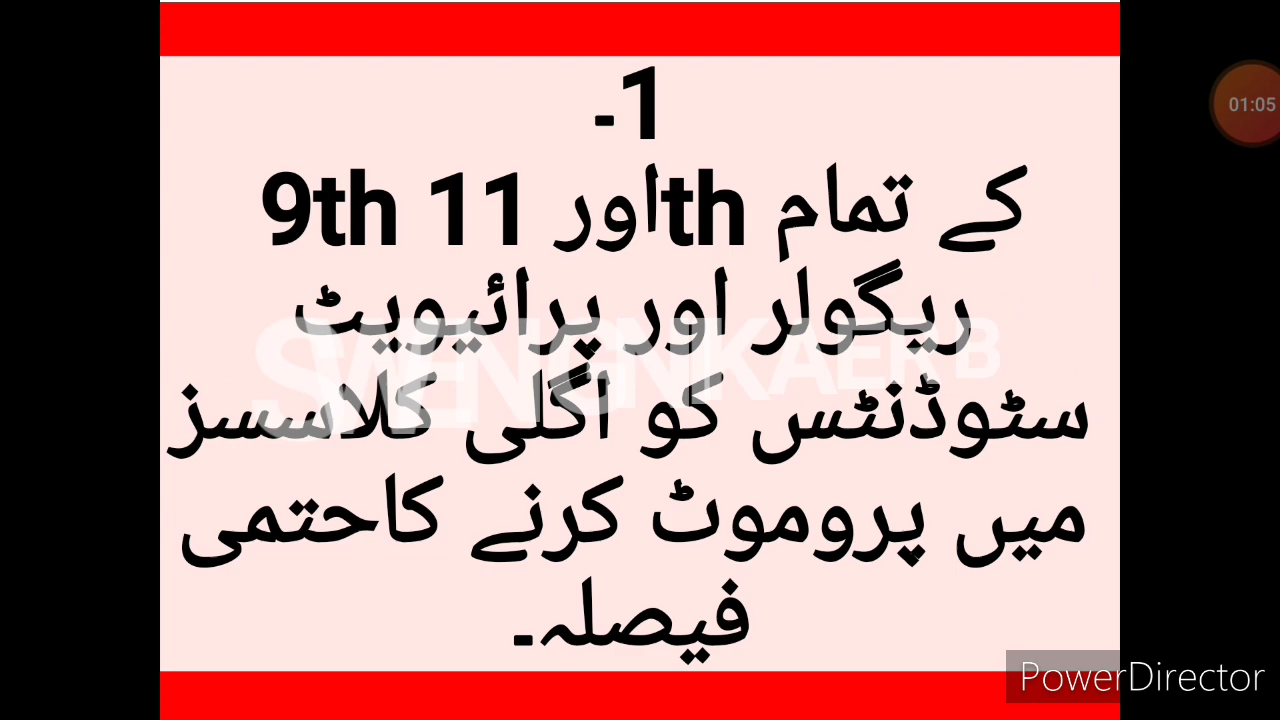 1۔
9th اور 11th کے تمام
ریگولر اور پرائیویٹ
سٹوڈنٹس کو اگلی کلاسسز
میں پروموٹ کرنے کاحتمی
فیصلہ۔
01:05
PowerDirector